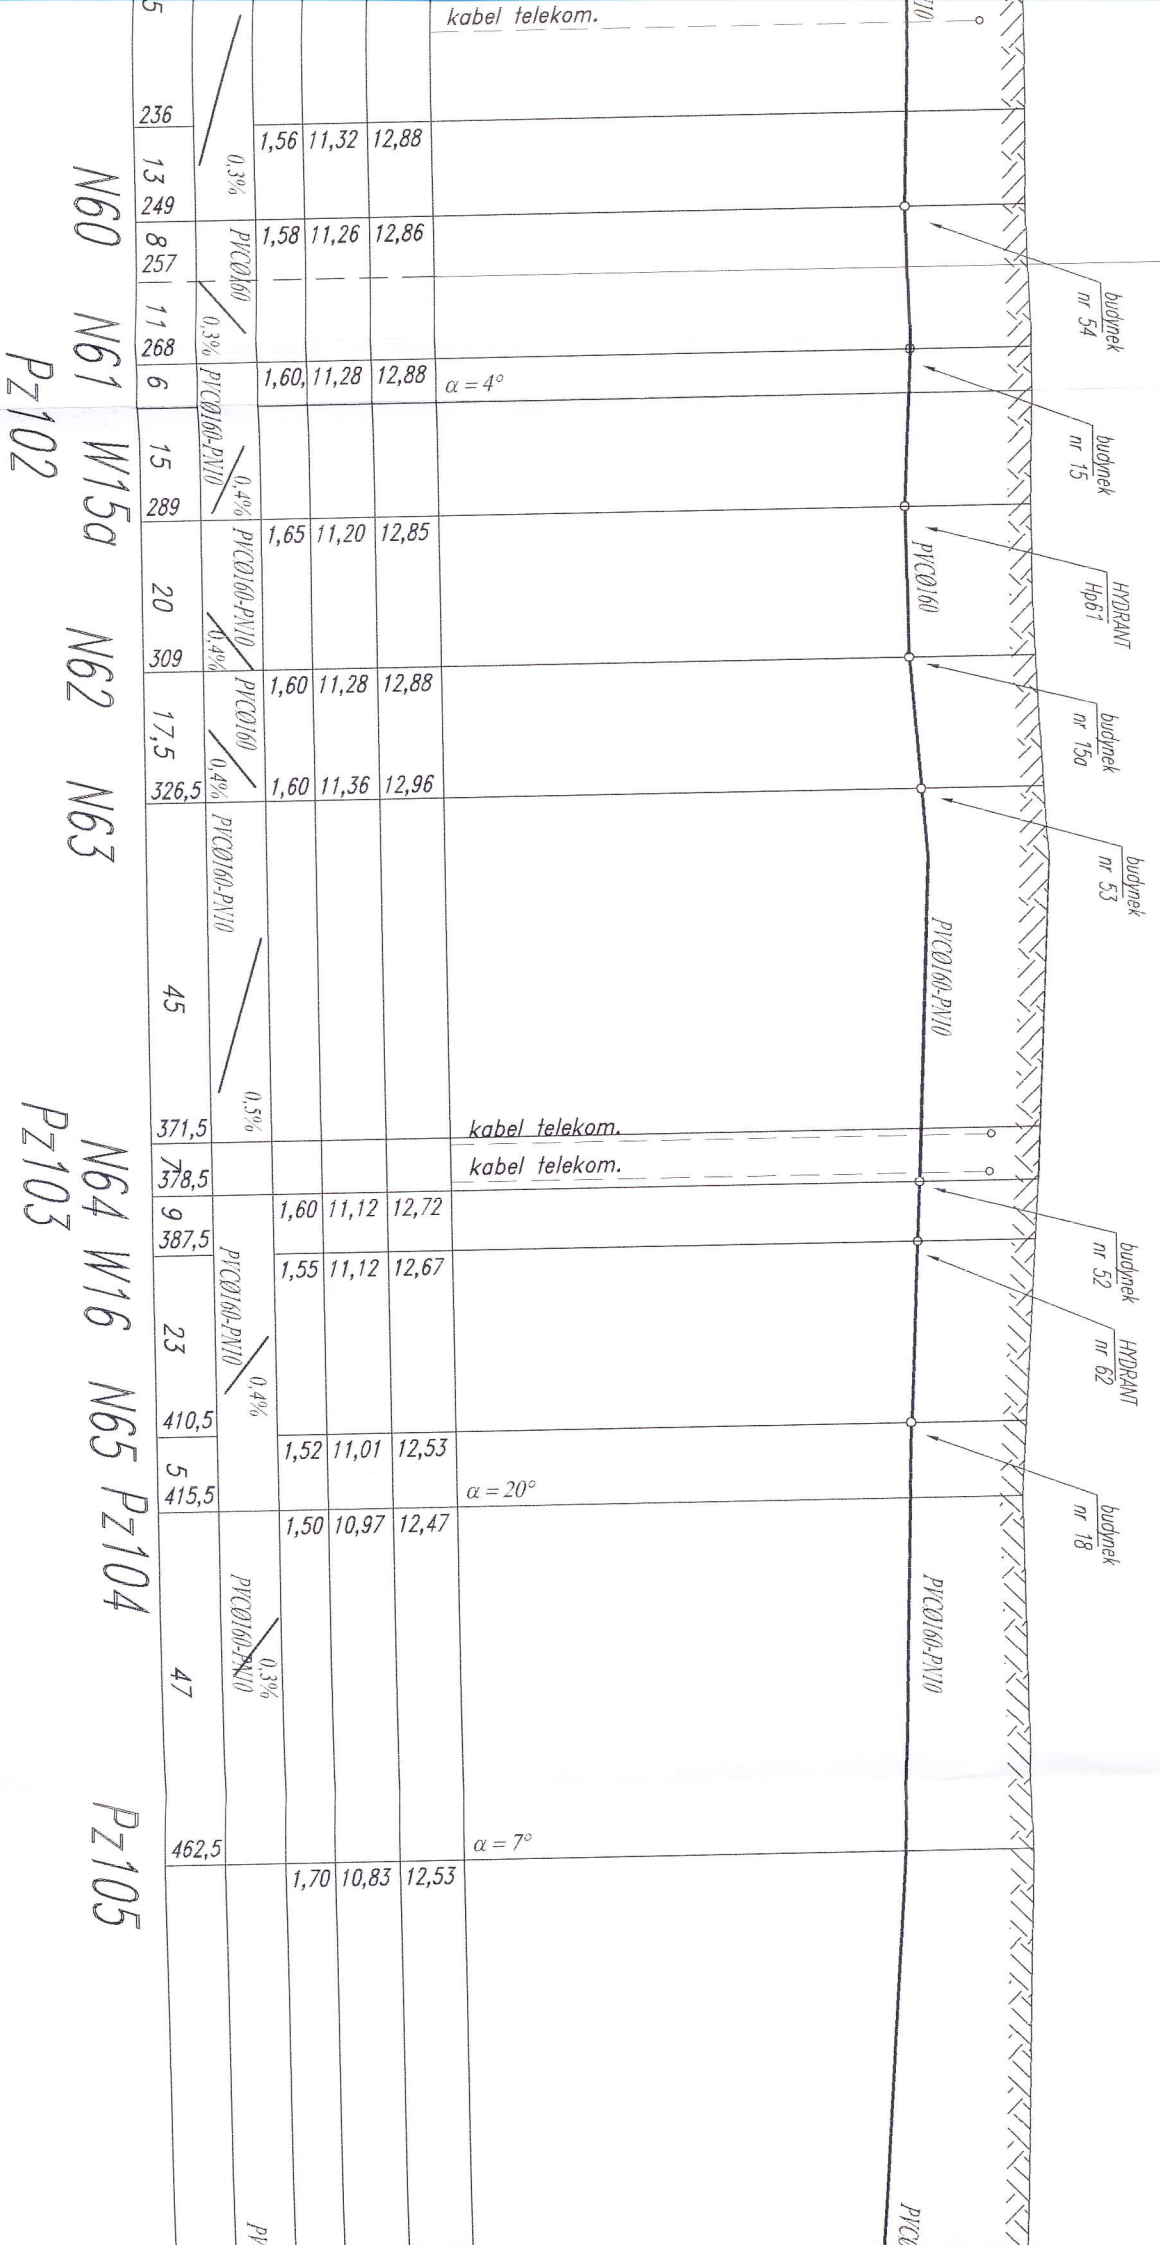 kabel telekom.
236
1,56 11,32 12,88
13
0,3%
249
N60
8
PVCØ160
1,58 11,26 12,86
257
budynek
nr 54
11
0,3%
268
N61
6
PVCØ160-PN10
1,60, 11,28 12,88
α = 4°
Pz102
budynek
nr 15
15
0,4%
289
W15a
1,65 11,20 12,85
PVCØ160-PN10
PVCØ160
HYDRANT
Hp61
20
0,4%
309
N62
1,60 11,28 12,88
PVCØ160
17,5
budynek
nr 15a
0,4%
326,5
1,60 11,36 12,96
N63
PVCØ160-PN10
budynek
nr 53
PVCØ160-PN10
45
0,5%
371,5
kabel telekom.
7
378,5
kabel telekom.
Pz103
N64
9
1,60 11,12 12,72
387,5
budynek
nr 52
W16
1,55 11,12 12,67
PVCØ160-PN10
23
HYDRANT
nr 62
0,4%
410,5
N65
5
1,52 11,01 12,53
415,5
α = 20°
Pz104
1,50 10,97 12,47
budynek
nr 18
PVCØ160-PN10
0,3%
PVCØ160-PN10
47
462,5
α = 7°
Pz105
1,70 10,83 12,53